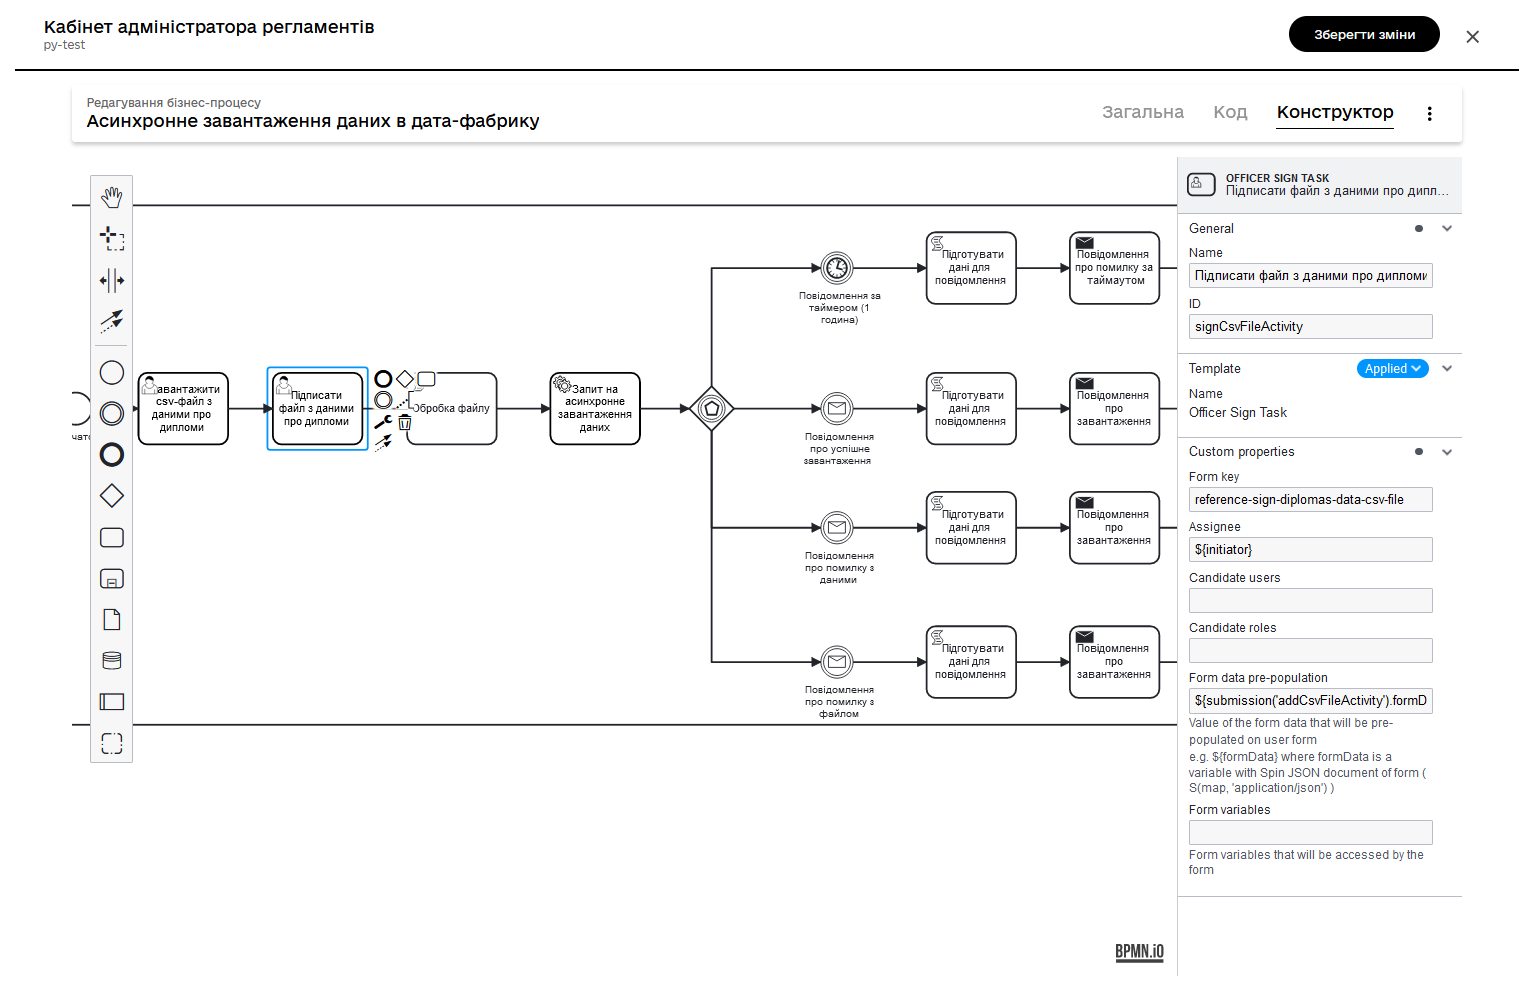 Кабінет адміністратора регламентів
py-test
Зберегти зміни
Редагування бізнес-процесу
Асинхронне завантаження даних в дата-фабрику
Загальна
Код
Конструктор
авантажити
csv-файл з
даними про
дипломи
Підписати
файл з даними
про дипломи
Обробка файлу
Запит на
асинхронне
завантаження
даних
Повідомлення за
таймером (1
година)
Підготувати
дані для
повідомлення
Повідомлення
про помилку за
таймаутом
Повідомлення
про успішне
завантаження
Підготувати
дані для
повідомлення
Повідомлення
про
завантаження
Повідомлення
про помилку з
даними
Підготувати
дані для
повідомлення
Повідомлення
про
завантаження
Повідомлення
про помилку з
файлом
Підготувати
дані для
повідомлення
Повідомлення
про
завантаження
BPMN.iO
OFFICER SIGN TASK
Підписати файл з даними про дипл...
General
Name
Підписати файл з даними про дипломи
ID
signCsvFileActivity
Template
Applied
Name
Officer Sign Task
Custom properties
Form key
reference-sign-diplomas-data-csv-file
Assignee
${initiator}
Candidate users
Candidate roles
Form data pre-population
${submission('addCsvFileActivity').formD
Value of the form data that will be pre-
populated on user form
e.g. ${formData} where formData is a
variable with Spin JSON document of form (
S(map, 'application/json') )
Form variables
Form variables that will be accessed by the
form